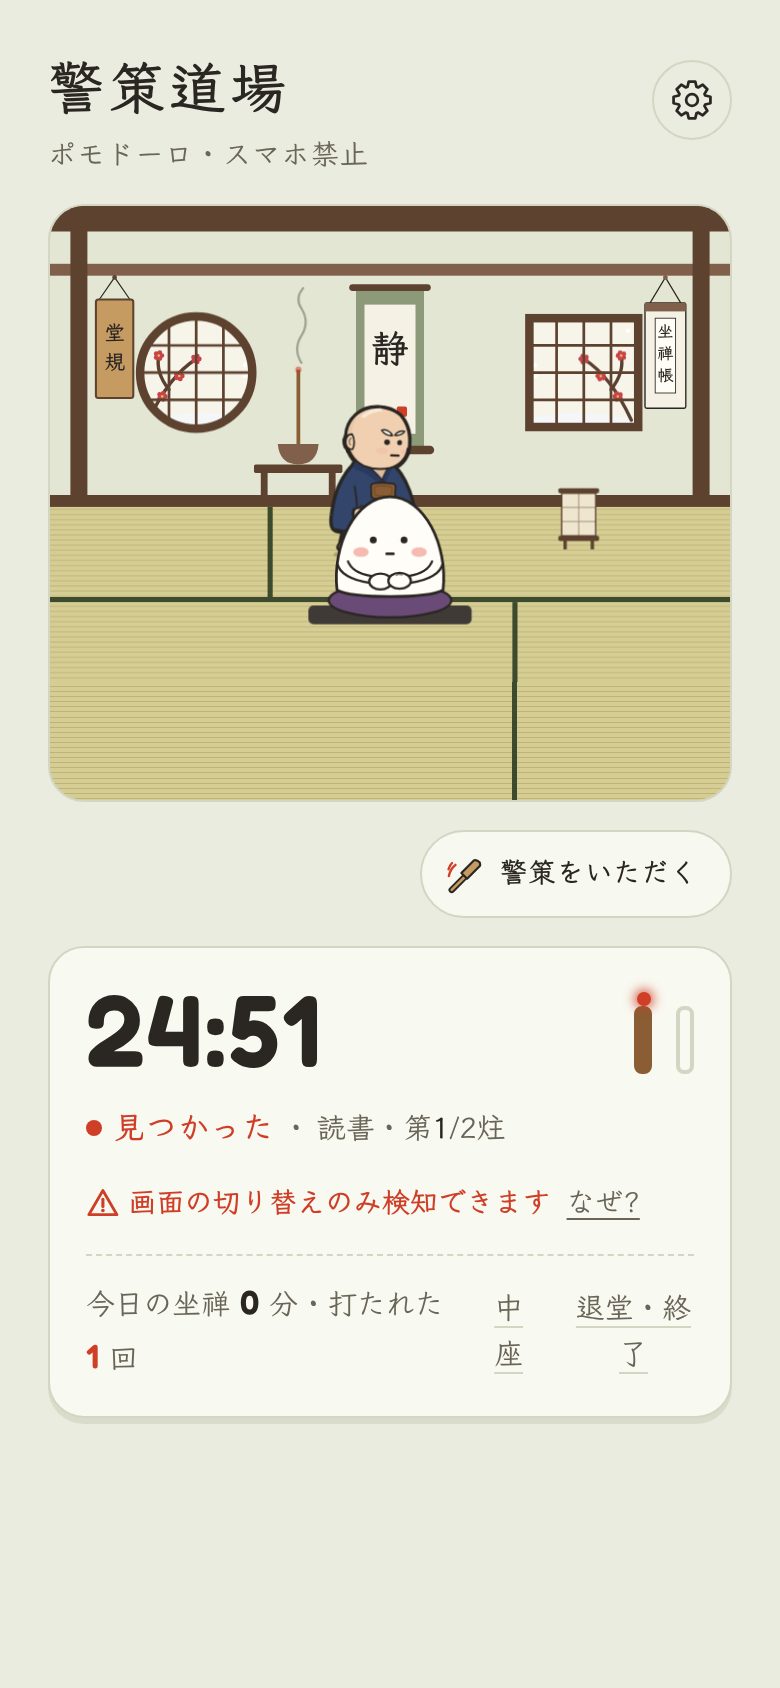 警策道場
ポモドーロ・スマホ禁止
堂規
静
坐禅帳
警策をいただく
24:51
見つかった ・ 読書・第1/2炷
画面の切り替えのみ検知できます なぜ?
今日の坐禅 0 分・打たれた
1 回
中座
退堂・終了